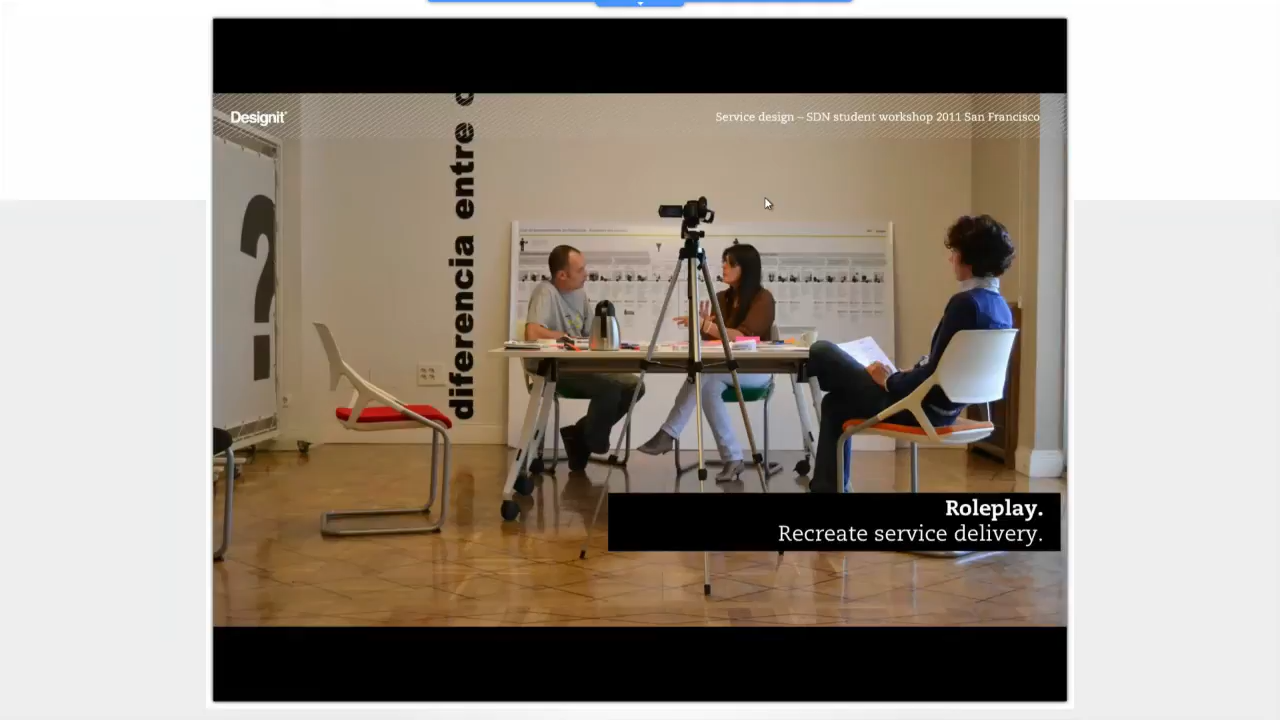 Designit
Service design – SDN student workshop 2011 San Francisco
diferencia entre
?
Roleplay.
Recreate service delivery.